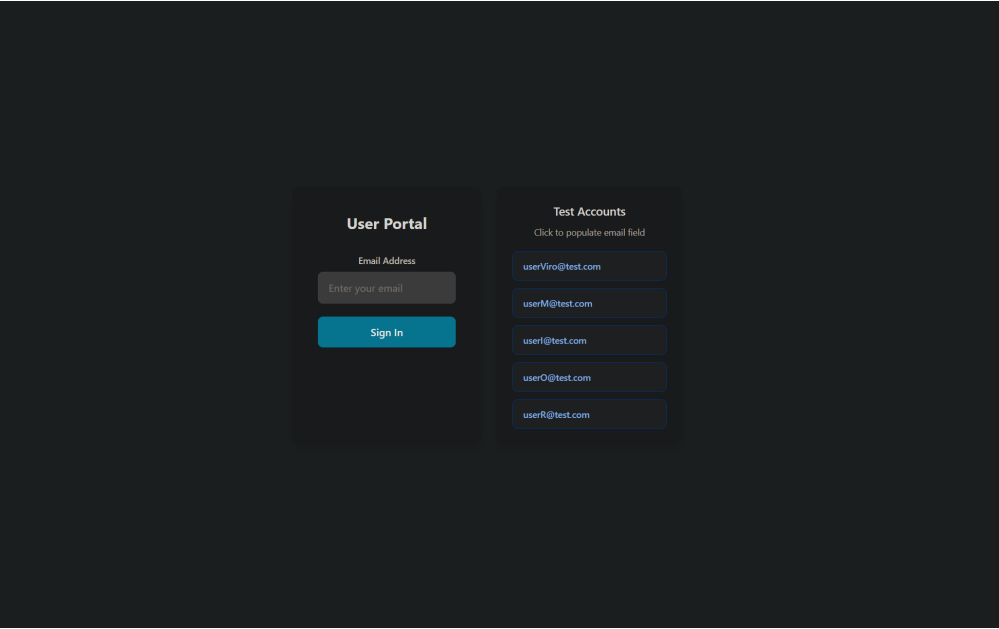 User Portal
Email Address
Enter your email
Sign In
Test Accounts
Click to populate email field
userViro@test.com
userM@test.com
userI@test.com
userO@test.com
userR@test.com